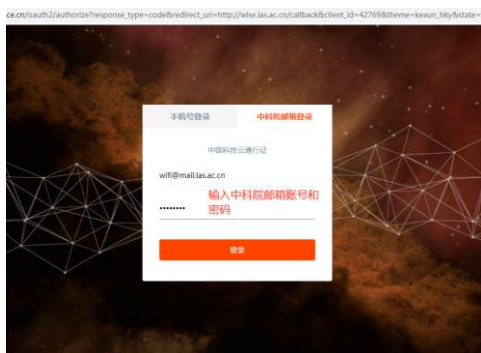 ce.cn/oauth2/authorize?response_type=code&redirect_uri=http://wise.las.ac.cn/callback&client_id=42769&theme=kexun_hky&state=
手机号登录
中科院邮箱登录
中国科技云通行证
wifi@mail.las.ac.cn
输入中科院邮箱账号和
密码
登录